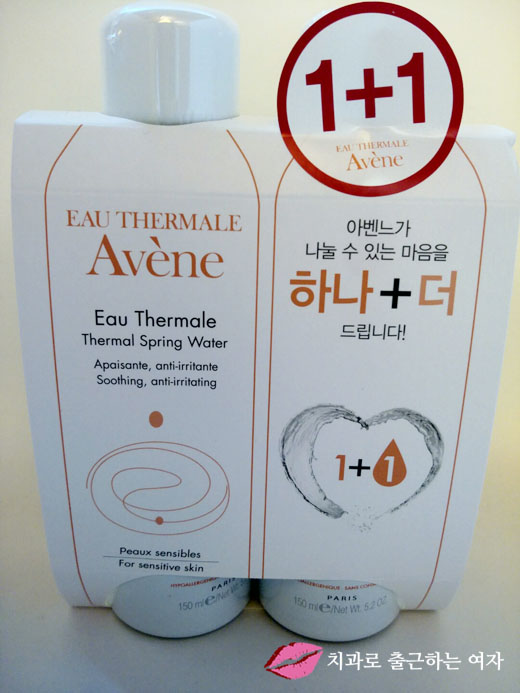 1+1
EAU THERMALE
Avène
EAU THERMALE
Avène
Eau Thermale
Thermal Spring Water
Apaisante, anti-irritante
Soothing, anti-irritating
Peaux sensibles
For sensitive skin
아벤느가
나눌 수 있는 마음을
하나+더
드립니다!
1+1
PARIS
150 ml
PARIS
150 ml e/Net Wt. 5.2 OZ
치과로 출근하는 여자